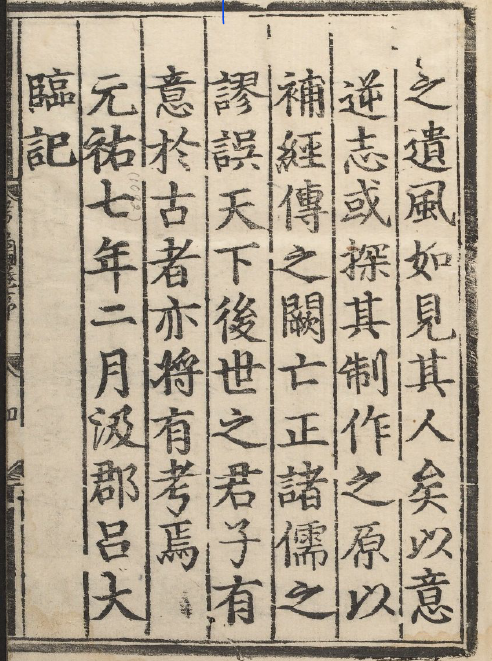 之遺風如見其人矣以意
逆志或探其制作之原以
補經傳之闕亡正諸儒之
謬誤天下後世之君子有
意於古者亦將有考焉
元祐七年二月汲郡呂大
臨記